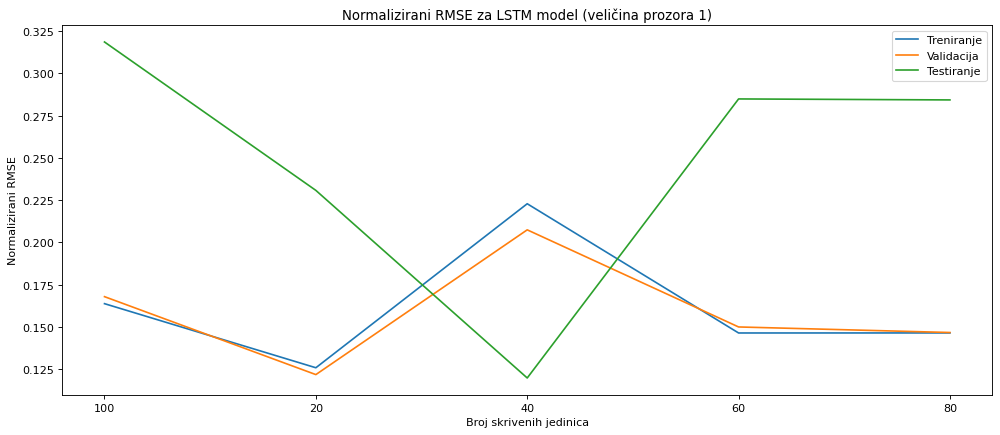 Normalizirani RMSE za LSTM model (veličina prozora 1)
Treniranje
Validacija
Testiranje
Normalizirani RMSE
0.325
0.300
0.275
0.250
0.225
0.200
0.175
0.150
0.125
100 20 40 60 80
Broj skrivenih jedinica